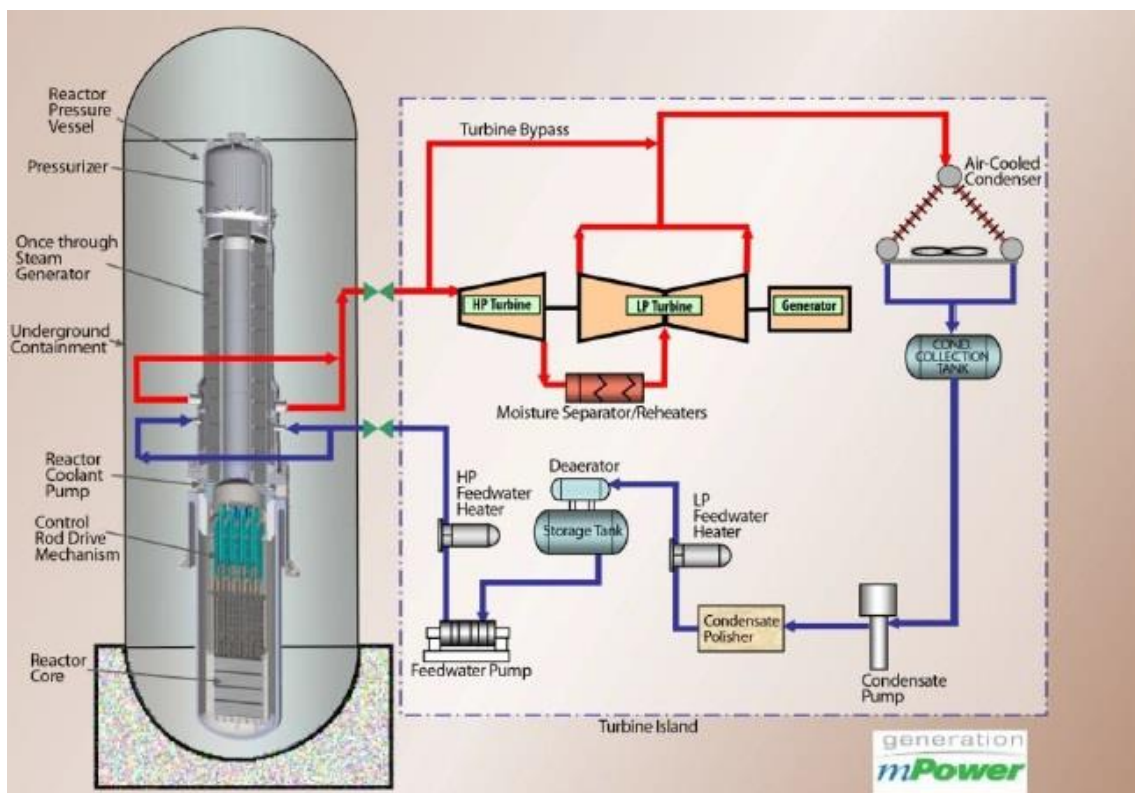 Reactor
Pressure
Vessel
Pressurizer
Once through
Steam
Generator
Underground
Containment
Reactor
Coolant
Pump
Control
Rod Drive
Mechanism
Reactor
Core
Turbine Bypass
Air-Cooled
Condenser
HP Turbine
LP Turbine
Generator
Moisture Separator/Reheaters
COND.
COLLECTION
TANK
HP
Feedwater
Heater
Deaerator
Storage Tank
LP
Feedwater
Heater
Feedwater Pump
Condensate
Polisher
Condensate
Pump
Turbine Island
generation
mPower